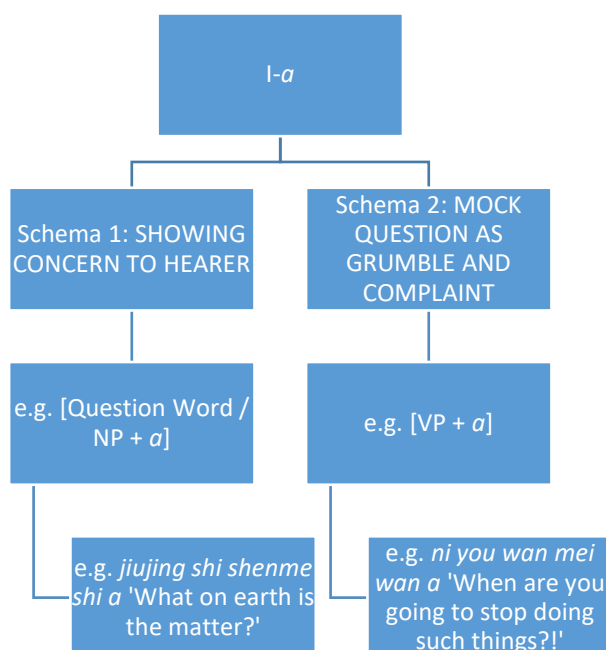 I-a
Schema 1: SHOWING
CONCERN TO HEARER
Schema 2: MOCK
QUESTION AS
GRUMBLE AND
COMPLAINT
e.g. [Question Word /
NP + a]
e.g. [VP + a]
e.g. jiujing shi shenme
shi a 'What on earth is
the matter?'
e.g. ni you wan mei
wan a 'When are you
going to stop doing
such things?!'